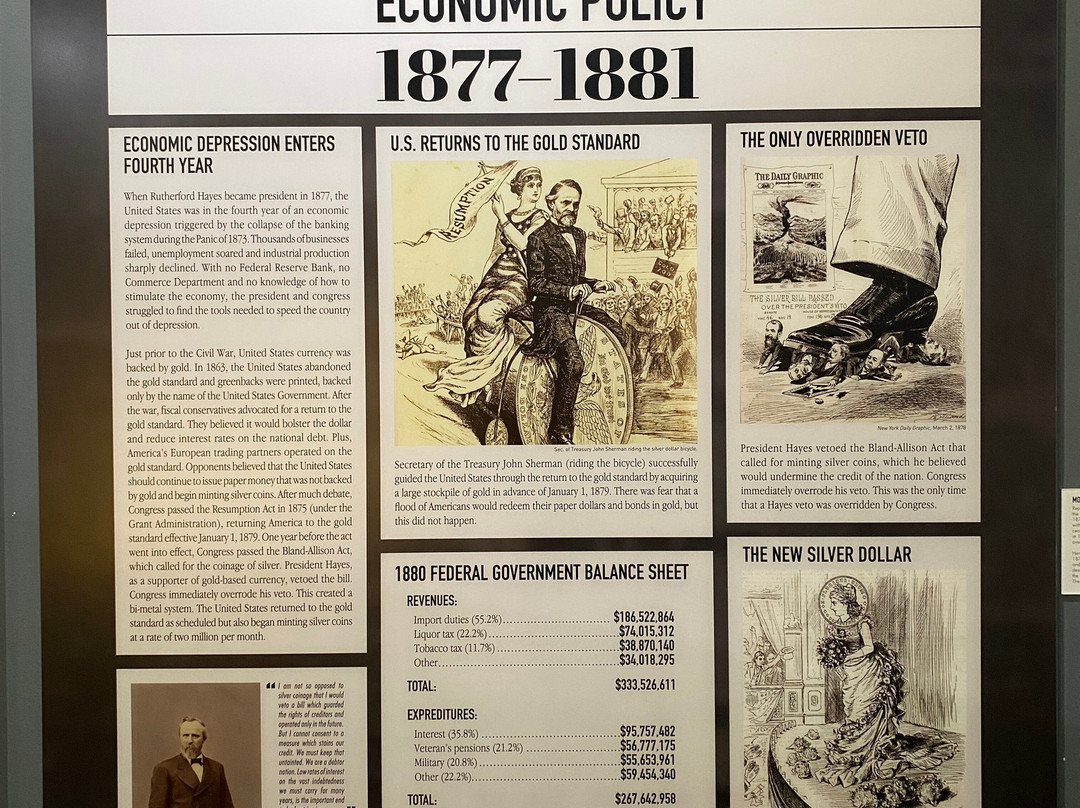 ECONOMIC POLICY
1877–1881
ECONOMIC DEPRESSION ENTERS
FOURTH YEAR
When Rutherford Hayes became president in 1877, the
United States was in the fourth year of an economic
depression triggered by the collapse of the banking
system during the Panic of 1873. Thousands of businesses
failed, unemployment soared and industrial production
sharply declined. With no Federal Reserve Bank, no
Commerce Department and no knowledge of how to
stimulate the economy, the president and congress
struggled to find the tools needed to speed the country
out of depression.
Just prior to the Civil War, United States currency was
backed by gold. In 1863, the United States abandoned
the gold standard and greenbacks were printed, backed
only by the name of the United States Government. After
the war, fiscal conservatives advocated for a return to the
gold standard. They believed it would bolster the dollar
and reduce interest rates on the national debt. Plus,
America's European trading partners operated on the
gold standard. Opponents believed that the United States
should continue to issue paper money that was not backed
by gold and begin minting silver coins. After much debate,
Congress passed the Resumption Act in 1875 (under the
Grant Administration), returning America to the gold
standard effective January 1, 1879. One year before the act
went into effect, Congress passed the Bland-Allison Act,
which called for the coinage of silver. President Hayes,
as a supporter of gold-based currency, vetoed the bill.
Congress immediately overrode his veto. This created a
bi-metal system. The United States returned to the gold
standard as scheduled but also began minting silver coins
at a rate of two million per month.
“ I am not so opposed to
silver coinage that I would
veto a bill which guarded
the rights of creditors and
operated only in the future.
But I cannot consent to a
measure which stains our
credit. We must keep that
untainted. We are a debtor
nation. Low rates of interest
on the vast indebtedness
we must carry for many
years, is the important end
U.S. RETURNS TO THE GOLD STANDARD
RESUMPTION
Sec. of Treasury John Sherman riding the silver dollar bicycle.
Secretary of the Treasury John Sherman (riding the bicycle) successfully
guided the United States through the return to the gold standard by acquiring
a large stockpile of gold in advance of January 1, 1879. There was fear that a
flood of Americans would redeem their paper dollars and bonds in gold, but
this did not happen.
1880 FEDERAL GOVERNMENT BALANCE SHEET
REVENUES:
Import duties (55.2%) $186,522,864
Liquor tax (22.2%) $74,015,312
Tobacco tax (11.7%) $38,870,140
Other $34,018,295
TOTAL: $333,526,611
EXPREDITURES:
Interest (35.8%) $95,757,482
Veteran's pensions (21.2%) $56,777,175
Military (20.8%) $55,653,961
Other (22.2%) $59,454,340
TOTAL: $267,642,958
THE ONLY OVERRIDDEN VETO
THE DAILY GRAPHIC
THE SILVER BILL PASSED
OVER THE PRESIDENT'S VETO
New York Daily Graphic, March 2, 1878
President Hayes vetoed the Bland-Allison Act that
called for minting silver coins, which he believed
would undermine the credit of the nation. Congress
immediately overrode his veto. This was the only time
that a Hayes veto was overridden by Congress.
THE NEW SILVER DOLLAR